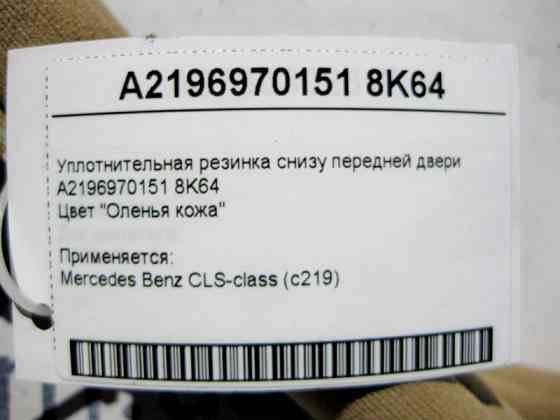 A2196970151 8K64
Уплотнительная резинка снизу передней двери
A2196970151 8K64
Цвет "Оленья кожа"
Применяется:
Mercedes Benz CLS-class (c219)